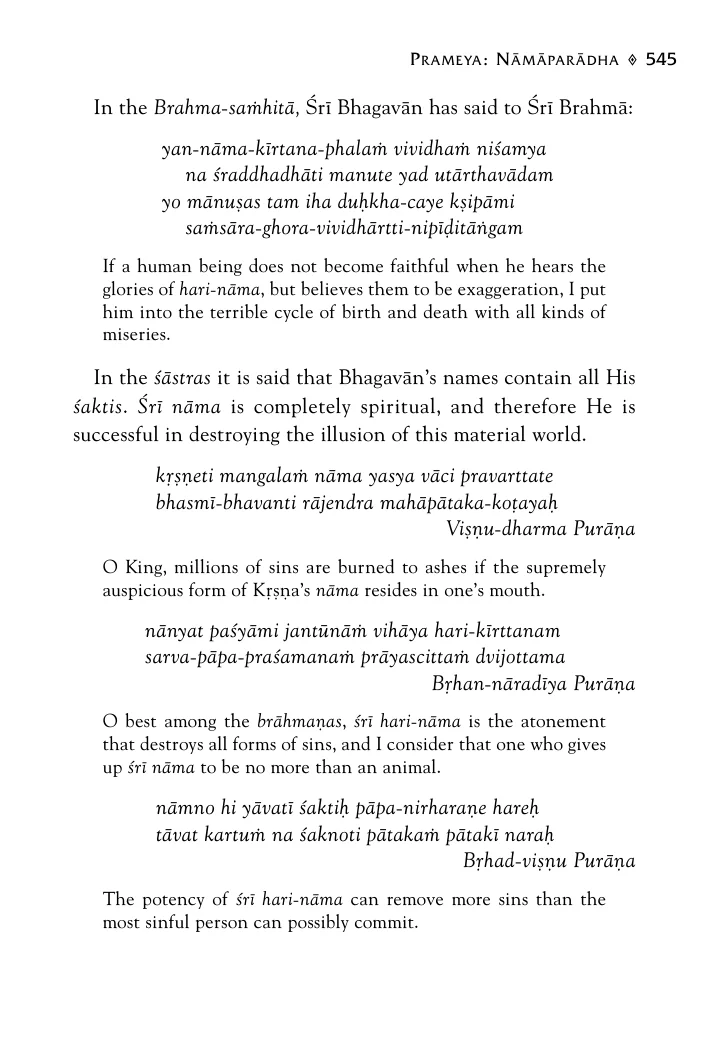 PRAMEYA: NĀMĀPARĀDHA ◈ 545
In the Brahma-saṁhitā, Śrī Bhagavān has said to Śrī Brahmā:
yan-nāma-kīrtana-phalaṁ vividhaṁ niśamya
na śraddhadhāti manute yad utārthavādam
yo mānuṣas tam iha duḥkha-caye kṣipāmi
saṁsāra-ghora-vividhārtti-nipīḍitāṅgam
If a human being does not become faithful when he hears the
glories of hari-nāma, but believes them to be exaggeration, I put
him into the terrible cycle of birth and death with all kinds of
miseries.
In the śāstras it is said that Bhagavān's names contain all His
śaktis. Śrī nāma is completely spiritual, and therefore He is
successful in destroying the illusion of this material world.
kṛṣṇeti mangalaṁ nāma yasya vāci pravarttate
bhasmī-bhavanti rājendra mahāpātaka-koṭayaḥ
Viṣṇu-dharma Purāṇa
O King, millions of sins are burned to ashes if the supremely
auspicious form of Kṛṣṇa's nāma resides in one's mouth.
nānyat paśyāmi jantūnāṁ vihāya hari-kīrttanam
sarva-pāpa-praśamanaṁ prāyascittaṁ dvijottama
Bṛhan-nāradīya Purāṇa
O best among the brāhmaṇas, śrī hari-nāma is the atonement
that destroys all forms of sins, and I consider that one who gives
up śrī nāma to be no more than an animal.
nāmno hi yāvatī śaktiḥ pāpa-nirharaṇe hareḥ
tāvat kartuṁ na śaknoti pātakaṁ pātakī naraḥ
Bṛhad-viṣṇu Purāṇa
The potency of śrī hari-nāma can remove more sins than the
most sinful person can possibly commit.